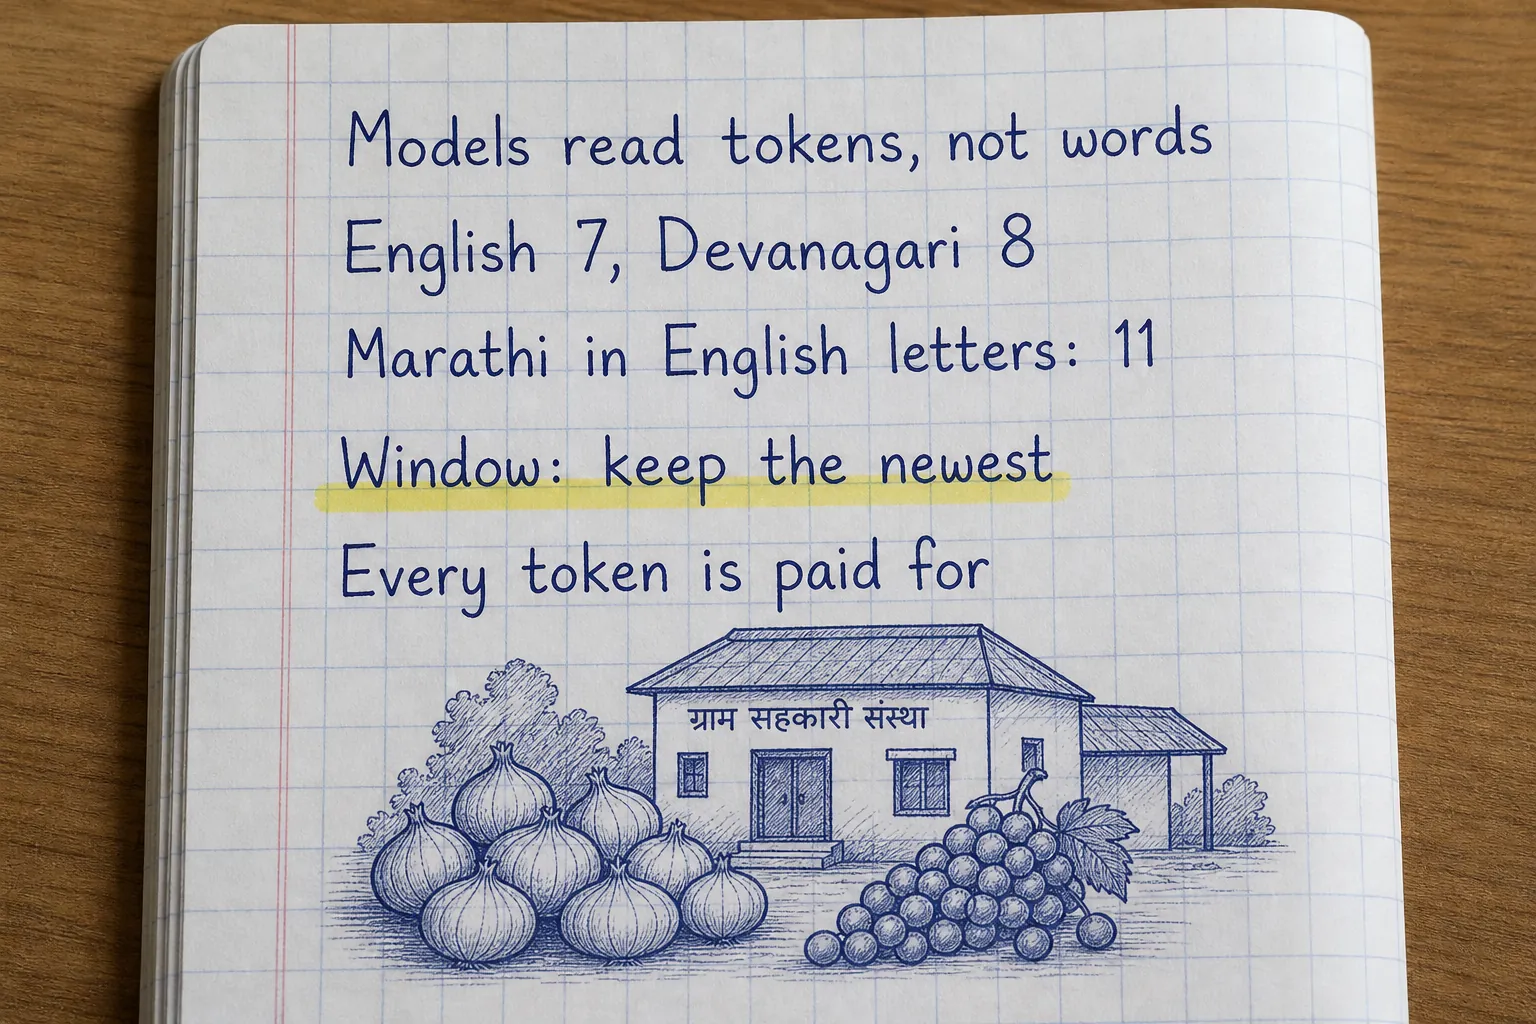 Models read tokens, not words
English 7, Devanagari 8
Marathi in English letters: 11
Window: keep the newest
Every token is paid for
ग्राम सहकारी संस्था